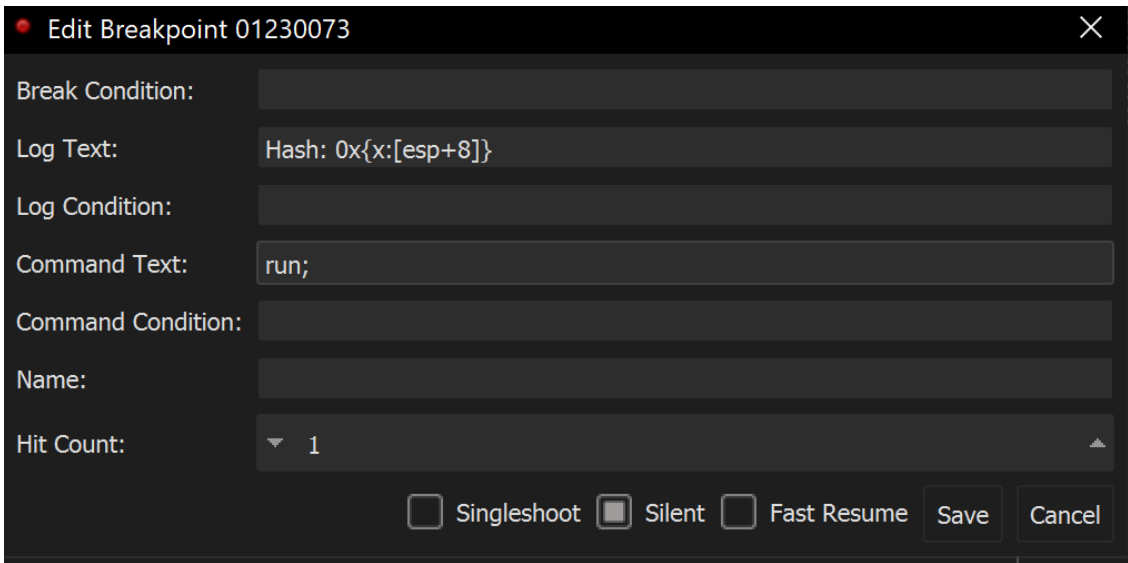 Edit Breakpoint 01230073
Break Condition:
Log Text: Hash: 0x{x:[esp+8]}
Log Condition:
Command Text: run;
Command Condition:
Name:
Hit Count: 1
Singleshoot Silent Fast Resume Save Cancel